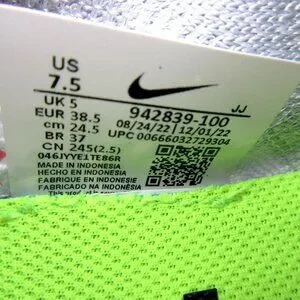 US
7.5
JJ
UK 5
942839-100
EUR 38.5
08/24/22 // 12/01/22
cm 24.5
UPC 00666032729304
BR 37
CN 245(2.5)
046JYYE1TE86R
MADE IN INDONESIA
HECHO EN INDONESIA
FABRIQUE EN INDONESIE
FABRICADO NA INDONESIA